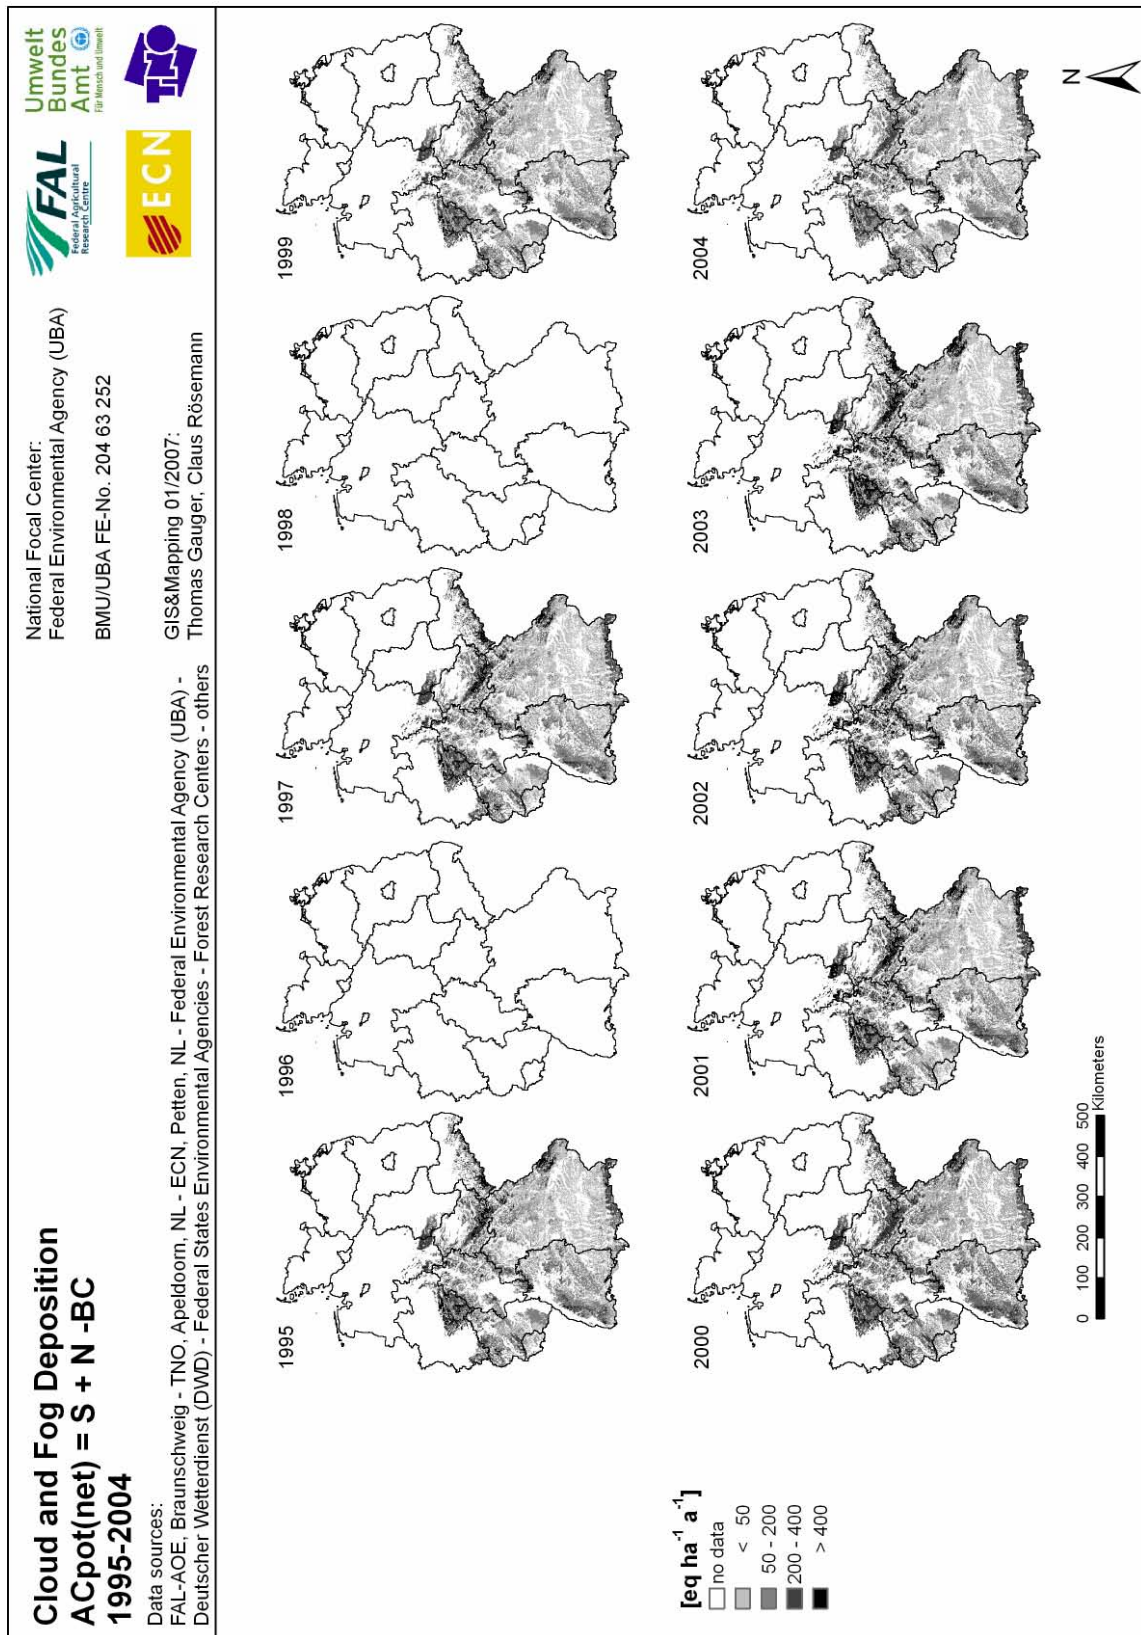 Cloud and Fog Deposition
ACpot(net) = S + N -BC
1995-2004
Data sources:
FAL-AOE, Braunschweig - TNO, Apeldoorn, NL - ECN, Petten, NL - Federal Environmental Agency (UBA) -
Deutscher Wetterdienst (DWD) - Federal States Environmental Agencies - Forest Research Centers - others
National Focal Center:
Federal Environmental Agency (UBA)
BMU/UBA FE-No. 204 63 252
GIS&Mapping 01/2007:
Thomas Gauger, Claus Rösemann
FAL
Federal Agricultural
Research Centre
Umwelt
Bundes
Amt
Für Mensch und Umwelt
ECN
TNO
1995
1996
1997
1998
1999
2000
2001
2002
2003
2004
[eq ha⁻¹ a⁻¹]
no data
< 50
50 - 200
200 - 400
> 400
0 100 200 300 400 500
Kilometers
N